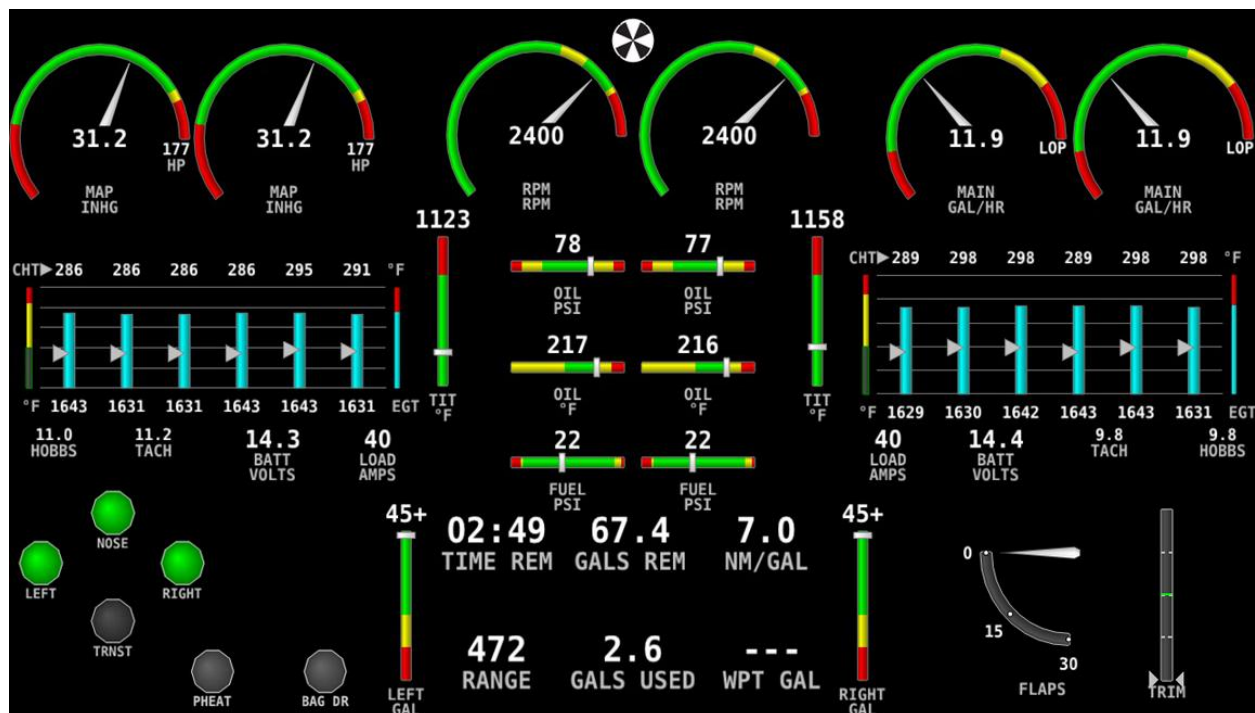 31.2
177
HP
MAP
INHG
31.2
177
HP
MAP
INHG
2400
RPM
RPM
2400
RPM
RPM
11.9
LOP
MAIN
GAL/HR
11.9
LOP
MAIN
GAL/HR
1123
TIT
°F
78
OIL
PSI
77
OIL
PSI
1158
TIT
°F
217
OIL
°F
216
OIL
°F
22
FUEL
PSI
22
FUEL
PSI
CHT 286 286 286 286 295 291 °F
°F 1643 1631 1631 1643 1643 1631 EGT
11.0
HOBBS
11.2
TACH
14.3
BATT
VOLTS
40
LOAD
AMPS
CHT 289 298 298 289 298 298 °F
°F 1629 1630 1642 1643 1643 1631 EGT
40
LOAD
AMPS
14.4
BATT
VOLTS
9.8
TACH
9.8
HOBBS
NOSE
LEFT
RIGHT
TRNST
PHEAT
BAG DR
45+
LEFT
GAL
02:49
TIME REM
67.4
GALS REM
7.0
NM/GAL
472
RANGE
2.6
GALS USED
---
WPT GAL
45+
RIGHT
GAL
0
15
30
FLAPS
TRIM